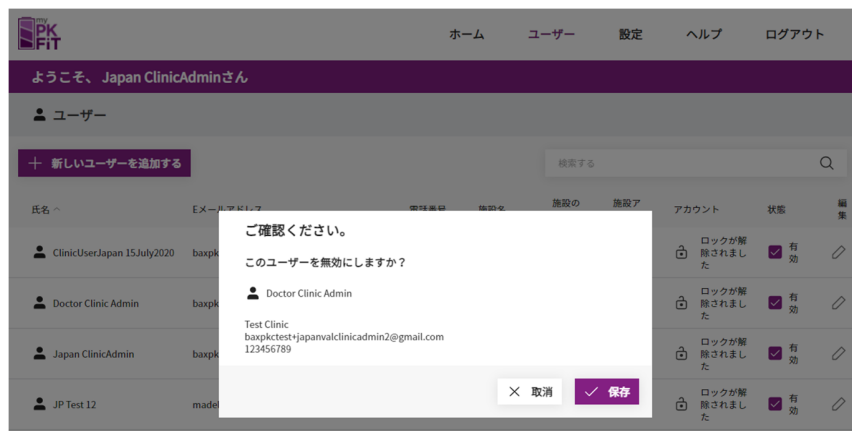 my
PK
FiT
ホーム ユーザー 設定 ヘルプ ログアウト
ようこそ、 Japan ClinicAdminさん
ユーザー
新しいユーザーを追加する
検索する
氏名 Eメールアドレス 電話番号 施設名 施設の 施設ア アカウント 状態 編集
ClinicUserJapan 15July2020 baxpk ロックが解除されました 有効
Doctor Clinic Admin baxpk ロックが解除されました 有効
Japan ClinicAdmin baxpk ロックが解除されました 有効
JP Test 12 madel ロックが解除されました 有効
ご確認ください。
このユーザーを無効にしますか？
Doctor Clinic Admin
Test Clinic
baxpkctest+japanvalclinicadmin2@gmail.com
123456789
取消 保存